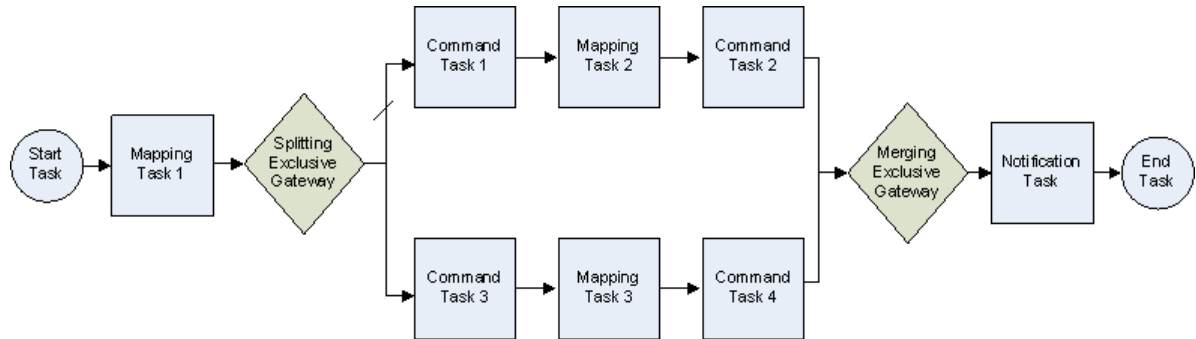 Start
Task
Mapping
Task 1
Splitting
Exclusive
Gateway
Command
Task 1
Mapping
Task 2
Command
Task 2
Command
Task 3
Mapping
Task 3
Command
Task 4
Merging
Exclusive
Gateway
Notification
Task
End
Task